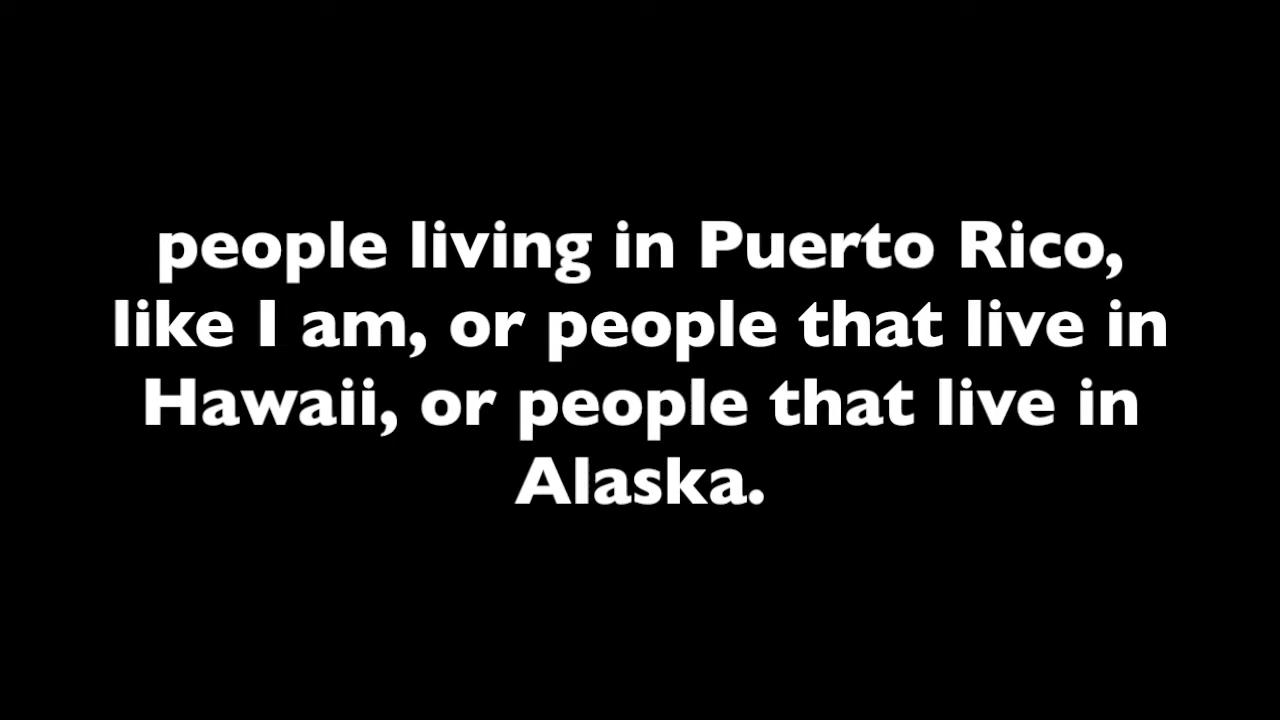 people living in Puerto Rico,
like I am, or people that live in
Hawaii, or people that live in
Alaska.